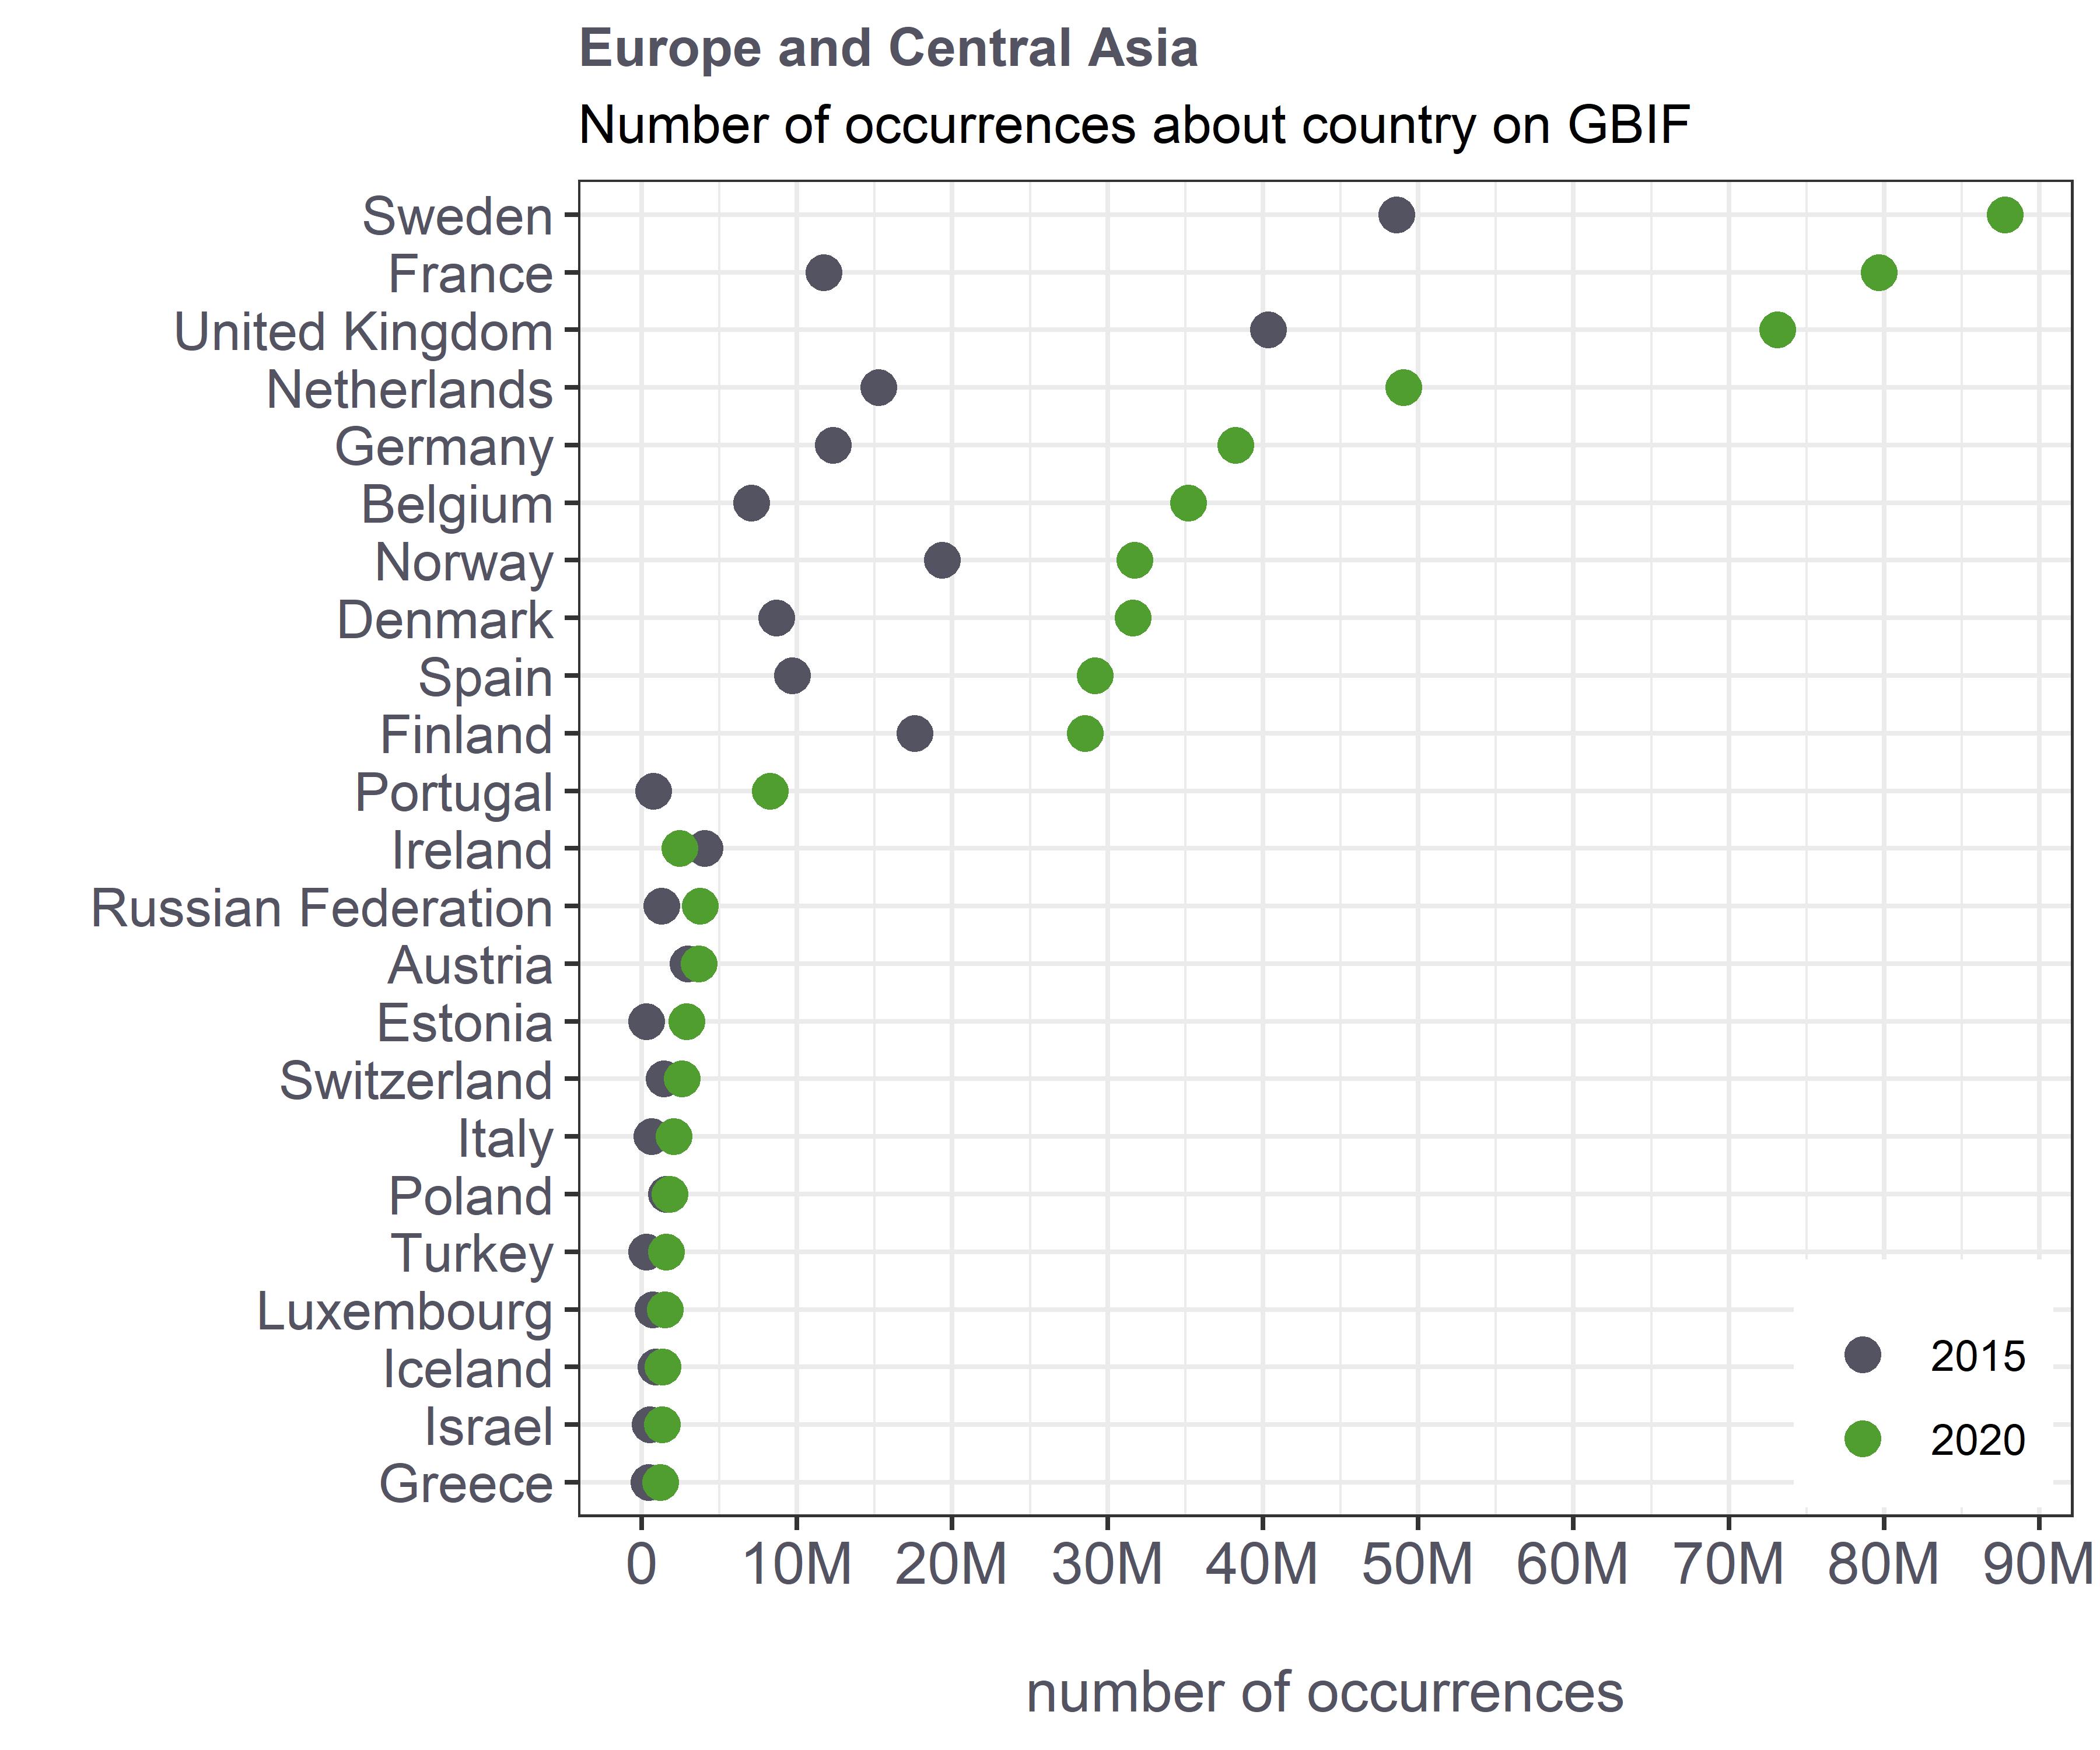 Europe and Central Asia
Number of occurrences about country on GBIF
Sweden
France
United Kingdom
Netherlands
Germany
Belgium
Norway
Denmark
Spain
Finland
Portugal
Ireland
Russian Federation
Austria
Estonia
Switzerland
Italy
Poland
Turkey
Luxembourg
Iceland
Israel
Greece
2015
2020
0 10M 20M 30M 40M 50M 60M 70M 80M 90M
number of occurrences